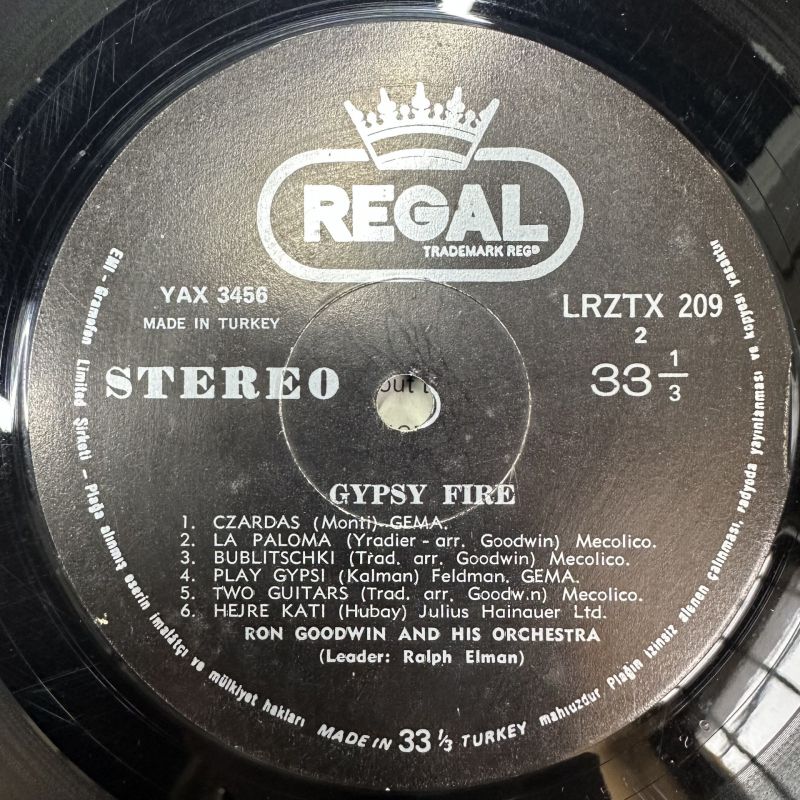 REGAL
TRADEMARK REGD
YAX 3456
MADE IN TURKEY
STEREO
LRZTX 209
2
33 1/3
out
GYPSY FIRE
1. CZARDAS (Monti) GEMA.
2. LA PALOMA (Yradier - arr. Goodwin) Mecolico.
3. BUBLITSCHKI (Trad. arr. Goodwin) Mecolico.
4. PLAY GYPSI (Kalman) Feldman. GEMA.
5. TWO GUITARS (Trad. arr. Goodw.n) Mecolico.
6. HEJRE KATI (Hubay) Julius Hainauer Ltd.
RON GOODWIN AND HIS ORCHESTRA
(Leader: Ralph Elman)
EMI - Gramofon Limited Şirketi - Plağa alınmış eserin imalâtçı ve mülkiyet hakları mahfuzdur Plağın izinsiz alenen çalınması, radyoda yayınlanması ve kopyası yasaktır
MADE IN 33 1/3 TURKEY